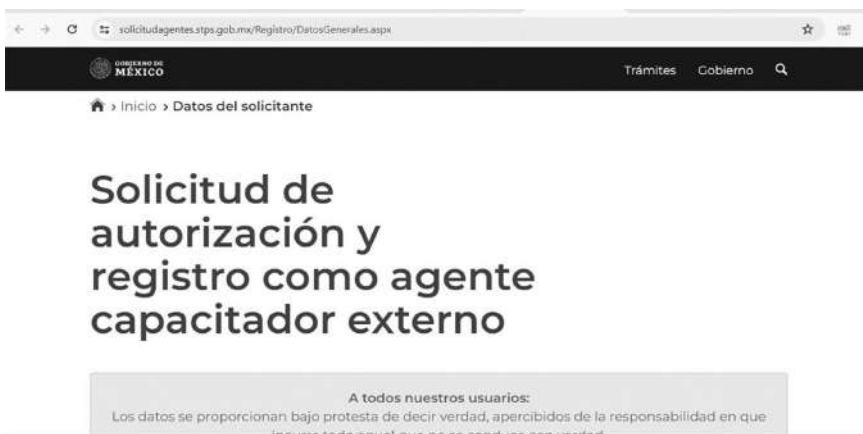 solicitudagentes.stps.gob.mx/Registro/DatosGenerales.aspx
GOBIERNO DE
MÉXICO
Trámites Gobierno
> Inicio > Datos del solicitante
Solicitud de
autorización y
registro como agente
capacitador externo
A todos nuestros usuarios:
Los datos se proporcionan bajo protesta de decir verdad, apercibidos de la responsabilidad en que